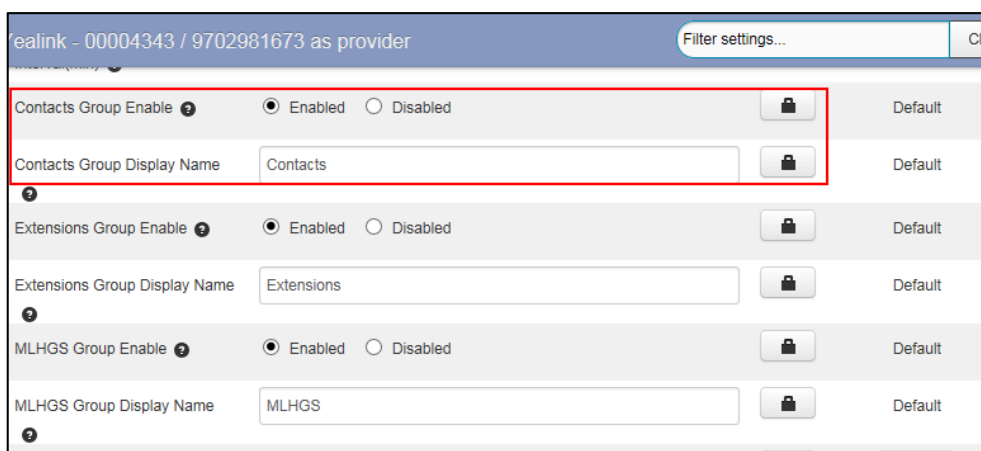 Yealink - 00004343 / 9702981673 as provider Filter settings...
Contacts Group Enable Enabled Disabled Default
Contacts Group Display Name Contacts Default
Extensions Group Enable Enabled Disabled Default
Extensions Group Display Name Extensions Default
MLHGS Group Enable Enabled Disabled Default
MLHGS Group Display Name MLHGS Default